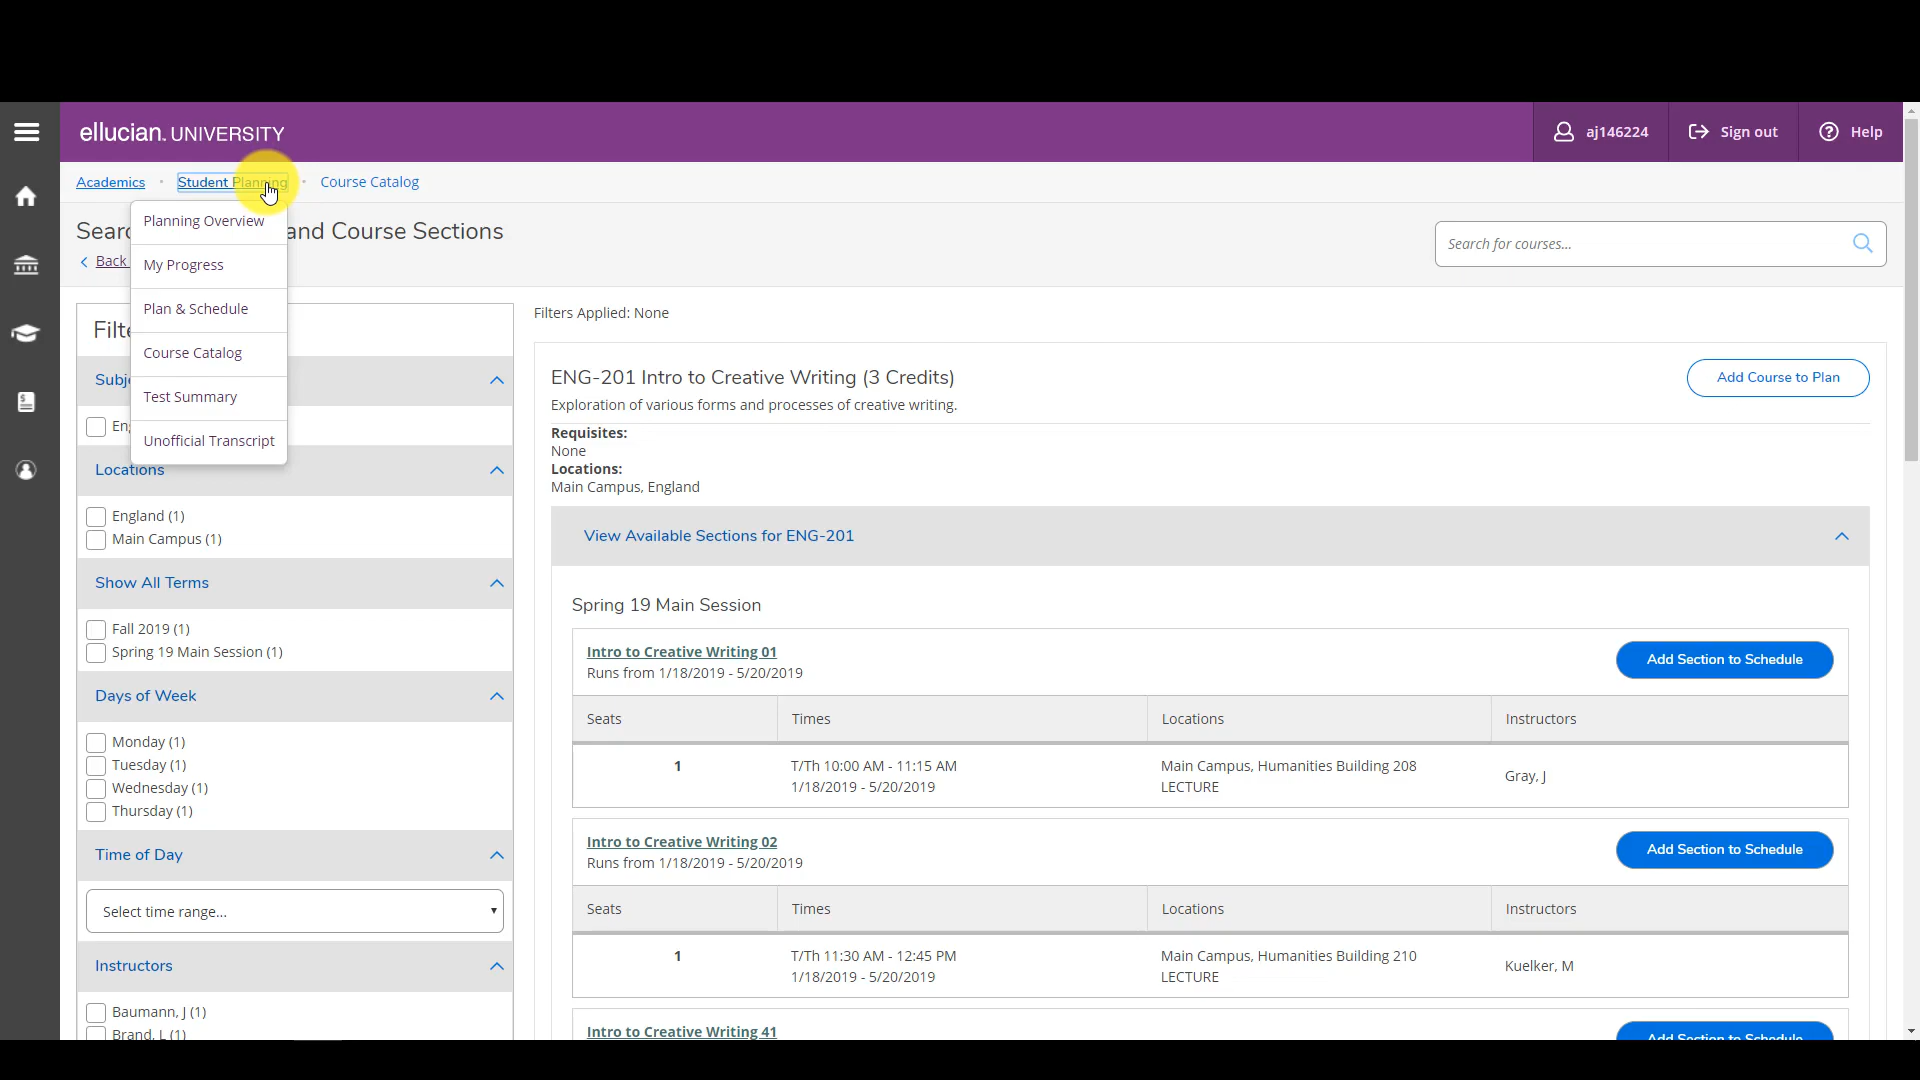 ellucian. UNIVERSITY
aj146224
Sign out
Help
Academics · Student Planning · Course Catalog
Planning Overview
My Progress
Plan & Schedule
Course Catalog
Test Summary
Unofficial Transcript
and Course Sections
Back
Search for courses...
Subj
Locations
England (1)
Main Campus (1)
Show All Terms
Fall 2019 (1)
Spring 19 Main Session (1)
Days of Week
Monday (1)
Tuesday (1)
Wednesday (1)
Thursday (1)
Time of Day
Select time range...
Instructors
Baumann, J (1)
Brand, L (1)
Filters Applied: None
ENG-201 Intro to Creative Writing (3 Credits)
Add Course to Plan
Exploration of various forms and processes of creative writing.
Requisites:
None
Locations:
Main Campus, England
View Available Sections for ENG-201
Spring 19 Main Session
Intro to Creative Writing 01
Runs from 1/18/2019 - 5/20/2019
Add Section to Schedule
Seats Times Locations Instructors
1 T/Th 10:00 AM - 11:15 AM Main Campus, Humanities Building 208 Gray, J
1/18/2019 - 5/20/2019 LECTURE
Intro to Creative Writing 02
Runs from 1/18/2019 - 5/20/2019
Add Section to Schedule
Seats Times Locations Instructors
1 T/Th 11:30 AM - 12:45 PM Main Campus, Humanities Building 210 Kuelker, M
1/18/2019 - 5/20/2019 LECTURE
Intro to Creative Writing 41
Add Section to Schedule